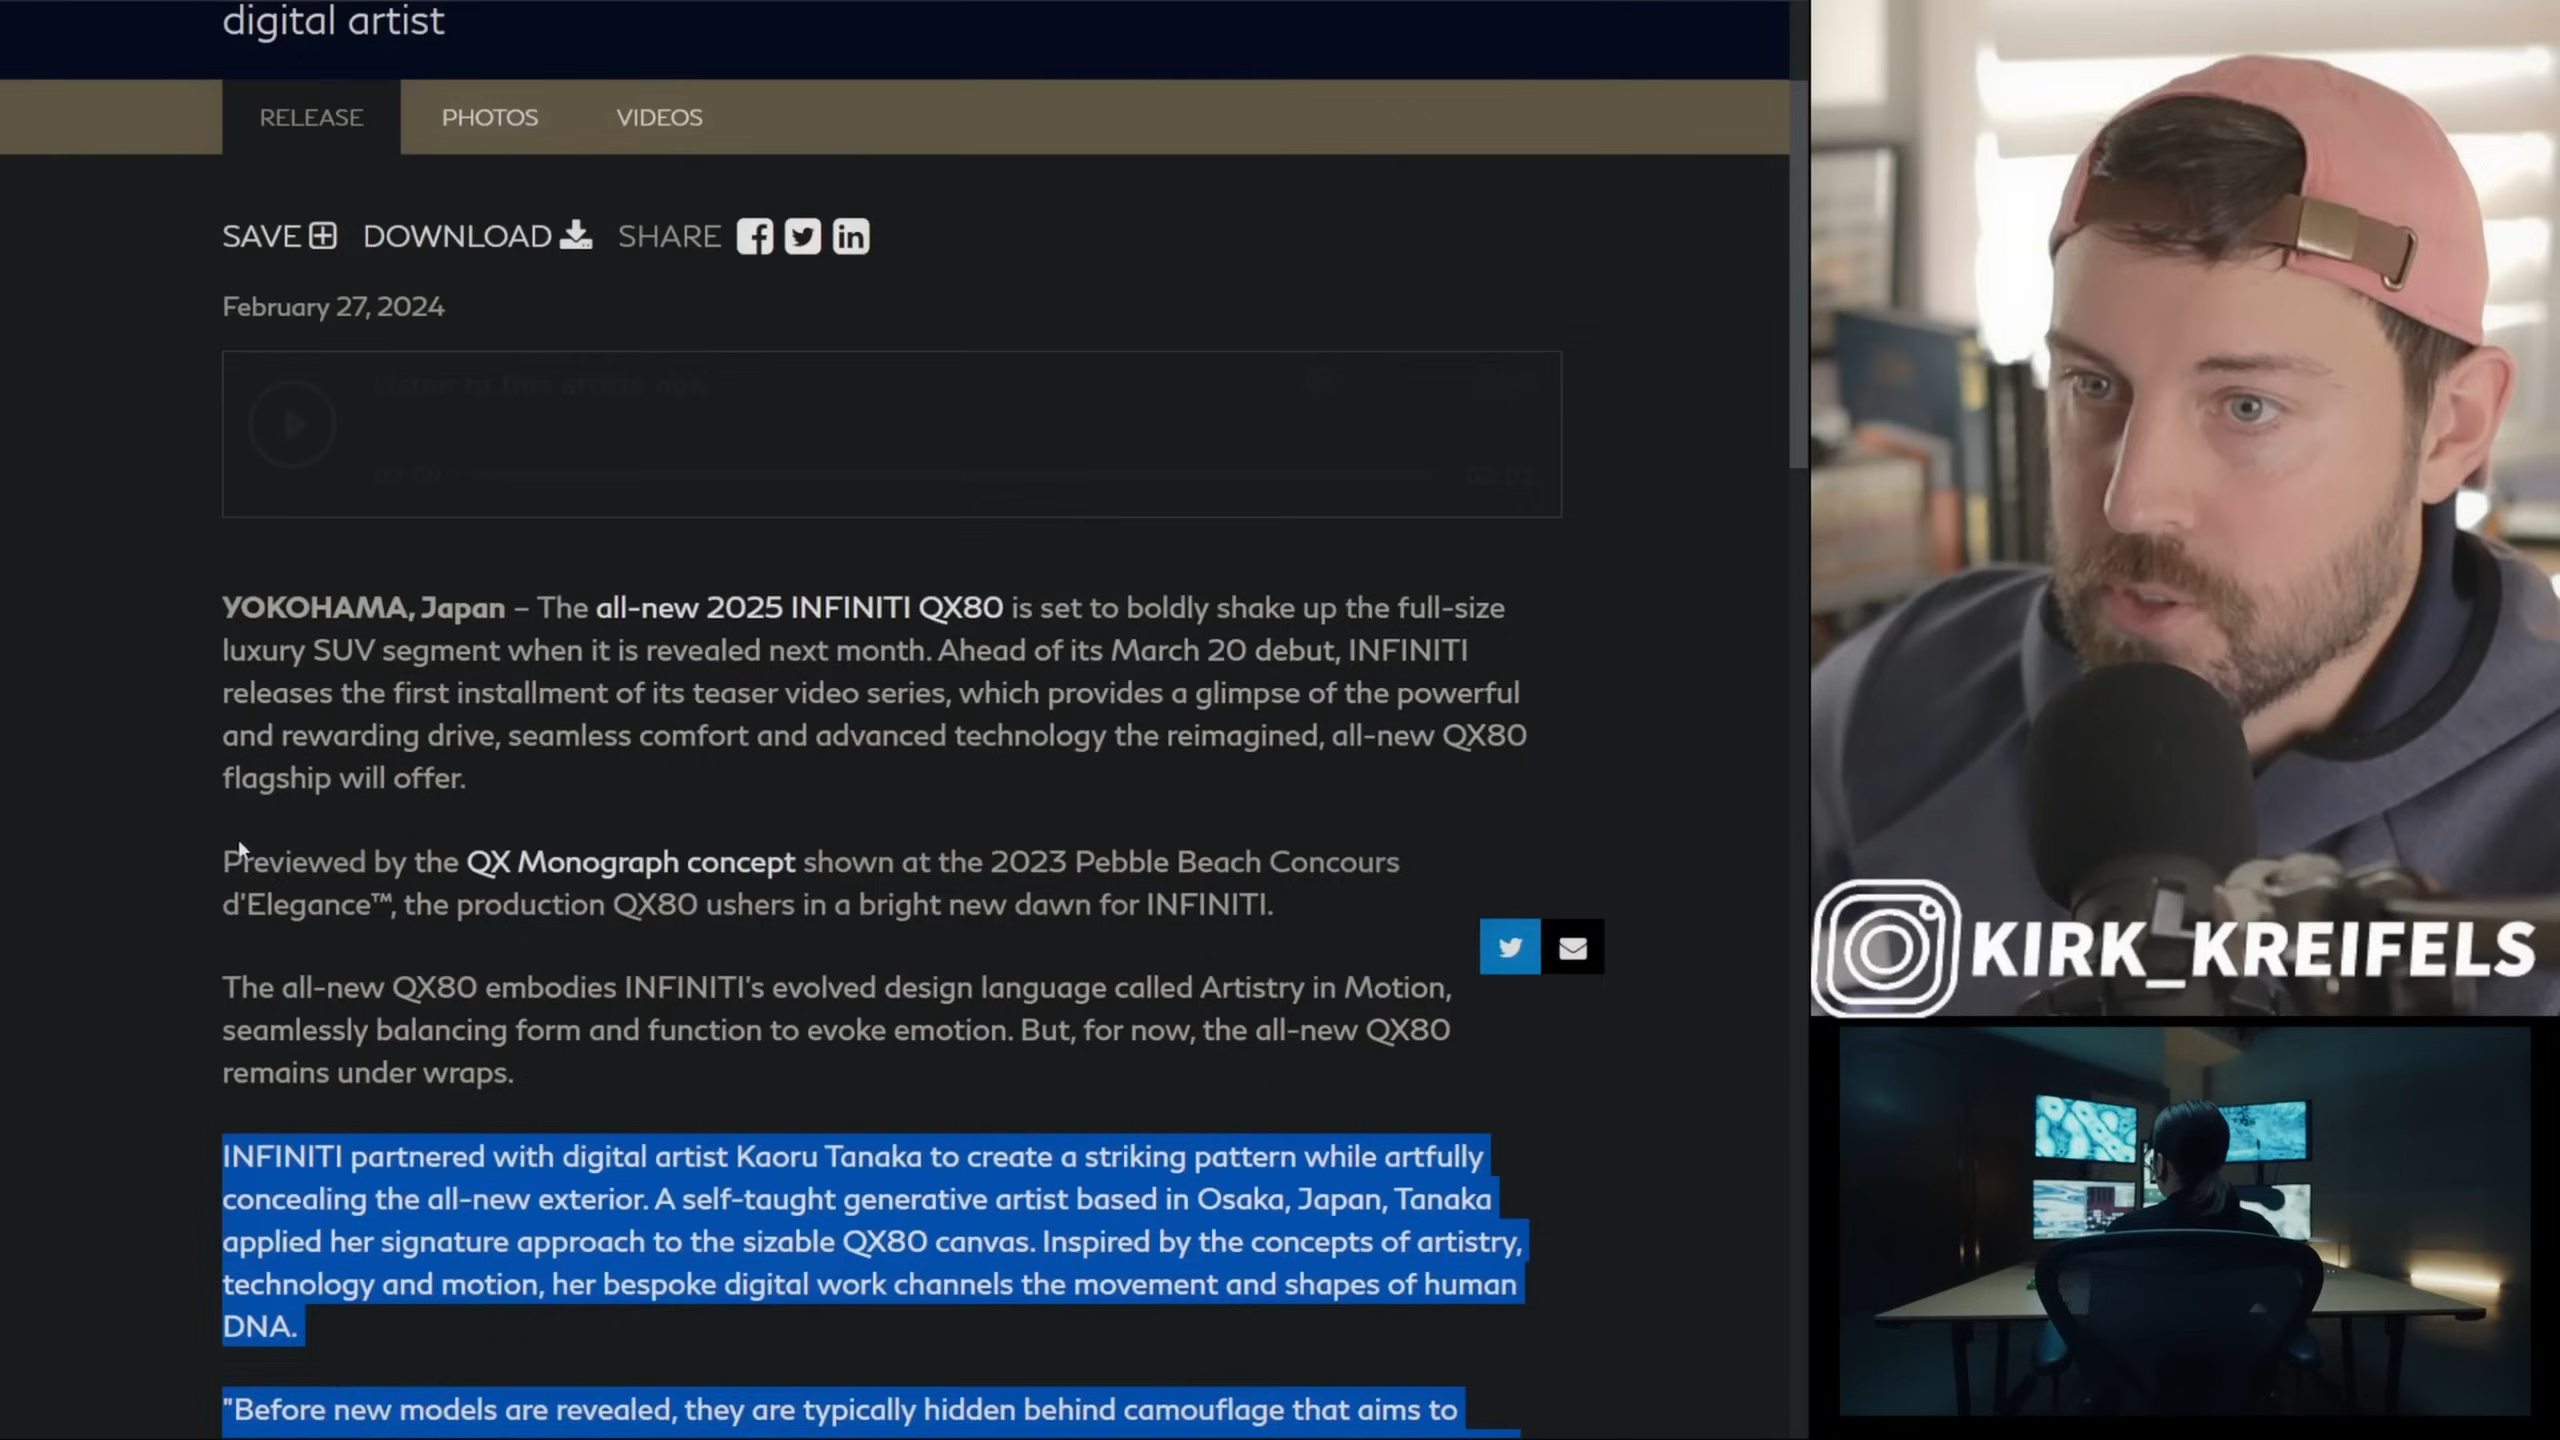 digital artist
RELEASE PHOTOS VIDEOS
SAVE DOWNLOAD SHARE
February 27, 2024
Listen to this article now
00:00
YOKOHAMA, Japan – The all-new 2025 INFINITI QX80 is set to boldly shake up the full-size
luxury SUV segment when it is revealed next month. Ahead of its March 20 debut, INFINITI
releases the first installment of its teaser video series, which provides a glimpse of the powerful
and rewarding drive, seamless comfort and advanced technology the reimagined, all-new QX80
flagship will offer.
Previewed by the QX Monograph concept shown at the 2023 Pebble Beach Concours
d'Elegance™, the production QX80 ushers in a bright new dawn for INFINITI.
The all-new QX80 embodies INFINITI's evolved design language called Artistry in Motion,
seamlessly balancing form and function to evoke emotion. But, for now, the all-new QX80
remains under wraps.
INFINITI partnered with digital artist Kaoru Tanaka to create a striking pattern while artfully
concealing the all-new exterior. A self-taught generative artist based in Osaka, Japan, Tanaka
applied her signature approach to the sizable QX80 canvas. Inspired by the concepts of artistry,
technology and motion, her bespoke digital work channels the movement and shapes of human
DNA.
"Before new models are revealed, they are typically hidden behind camouflage that aims to
KIRK_KREIFELS